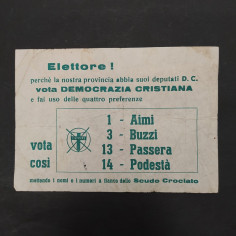 Elettore !
perchè la nostra provincia abbia suoi deputati D. C.
vota DEMOCRAZIA CRISTIANA
e fai uso delle quattro preferenze
vota così
1 - Aimi
3 - Buzzi
13 - Passera
14 - Podestà
mettendo i nomi e i numeri a fianco dello Scudo Crociato